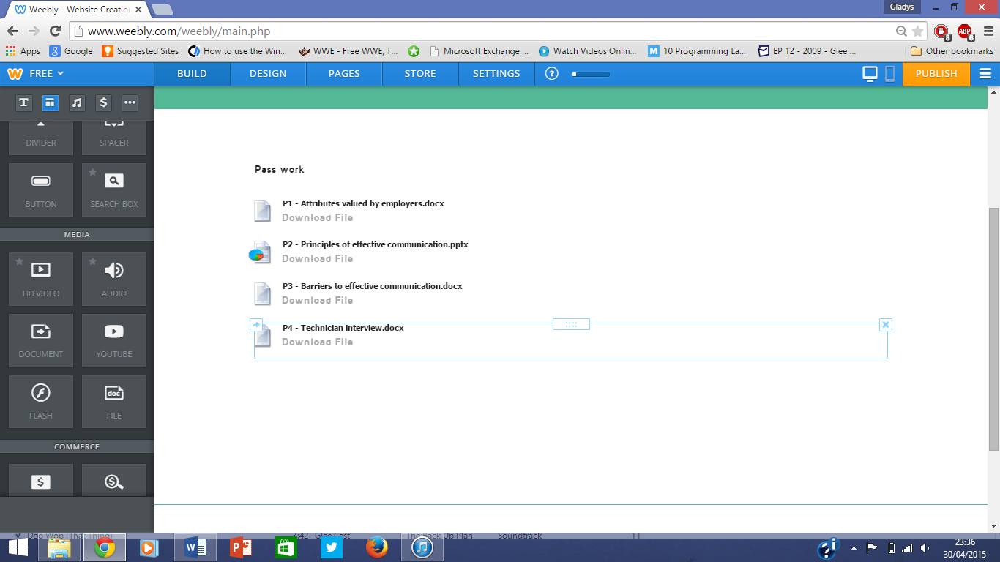 Weebly - Website Creation
Gladys
www.weebly.com/weebly/main.php
8
ABP
6
Apps
Google
Suggested Sites
How to use the Win...
WWE - Free WWE, T...
Microsoft Exchange ...
Watch Videos Onlin...
10 Programming La...
EP 12 - 2009 - Glee ...
Other bookmarks
FREE
BUILD
DESIGN
PAGES
STORE
SETTINGS
?
PUBLISH
T
$
DIVIDER
SPACER
BUTTON
SEARCH BOX
MEDIA
HD VIDEO
AUDIO
DOCUMENT
YOUTUBE
doc
FLASH
FILE
COMMERCE
$
$
Pass work
P1 - Attributes valued by employers.docx
Download File
P2 - Principles of effective communication.pptx
Download File
P3 - Barriers to effective communication.docx
Download File
P4 - Technician interview.docx
Download File
Doo Wop (That Thing)
3:42
Glee Cast
The Back Up Plan
Soundtrack
11
23:36
30/04/2015